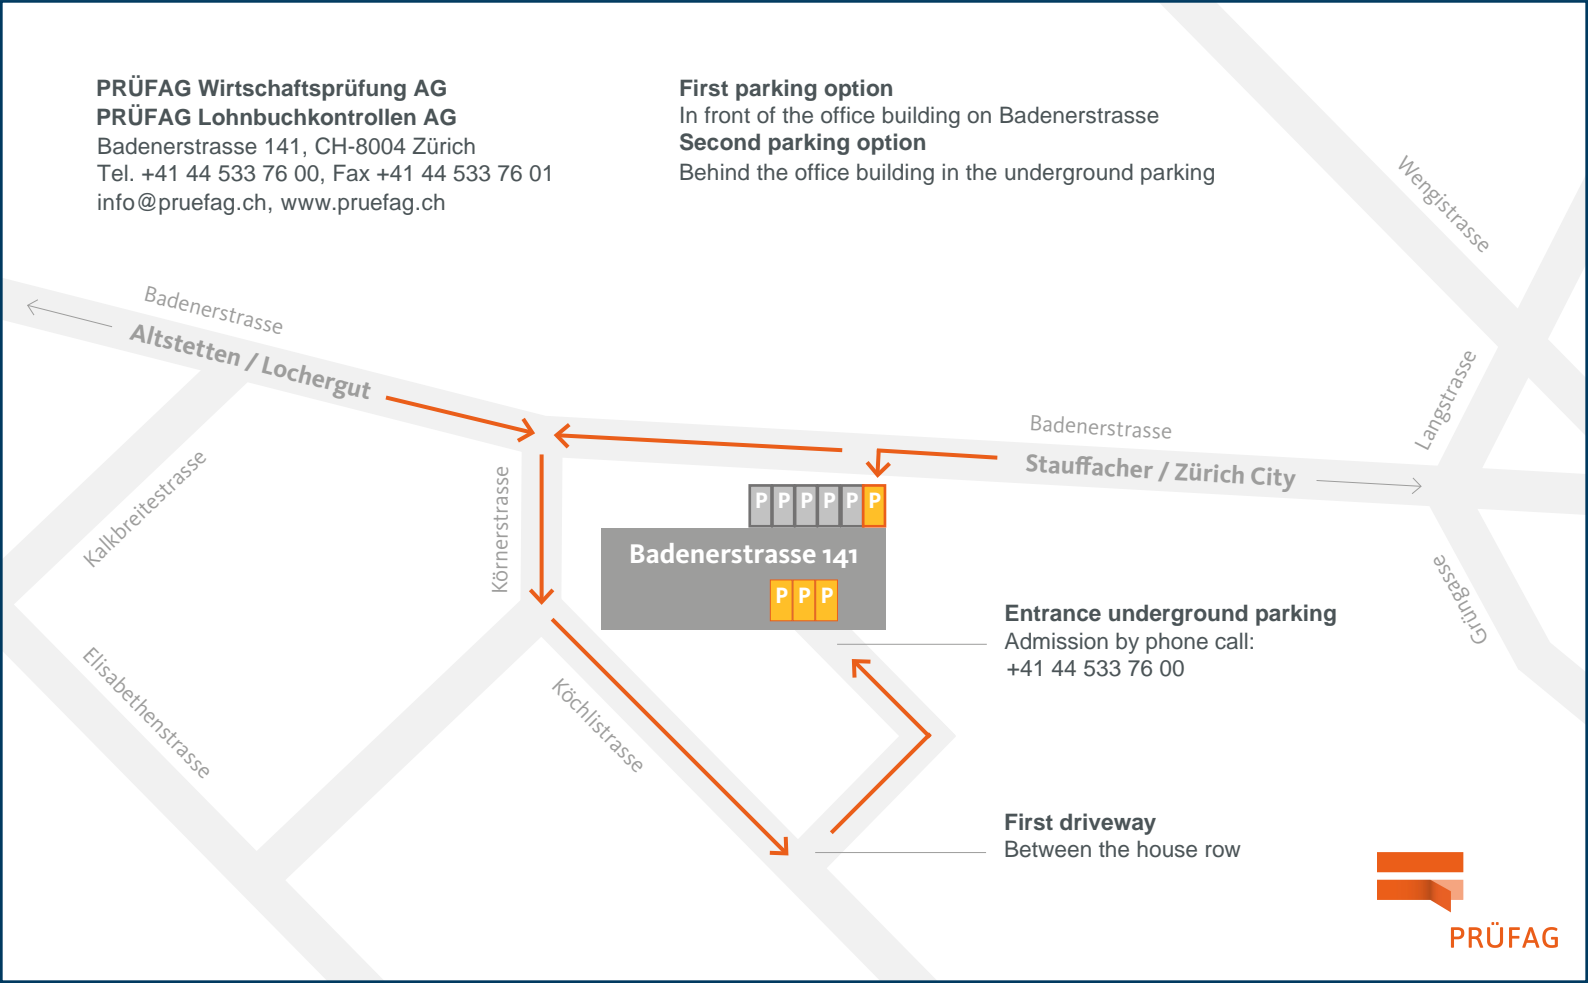 PRÜFAG Wirtschaftsprüfung AG
PRÜFAG Lohnbuchkontrollen AG
Badenerstrasse 141, CH-8004 Zürich
Tel. +41 44 533 76 00, Fax +41 44 533 76 01
info@pruefag.ch, www.pruefag.ch
First parking option
In front of the office building on Badenerstrasse
Second parking option
Behind the office building in the underground parking
Wengistrasse
Badenerstrasse
Altstetten / Lochergut
Langstrasse
Badenerstrasse
Stauffacher / Zürich City
Kalkbreitestrasse
Körnerstrasse
P P P P P P
Badenerstrasse 141
P P P
Grüngasse
Entrance underground parking
Admission by phone call:
+41 44 533 76 00
Elisabethenstrasse
Köchlistrasse
First driveway
Between the house row
PRÜFAG